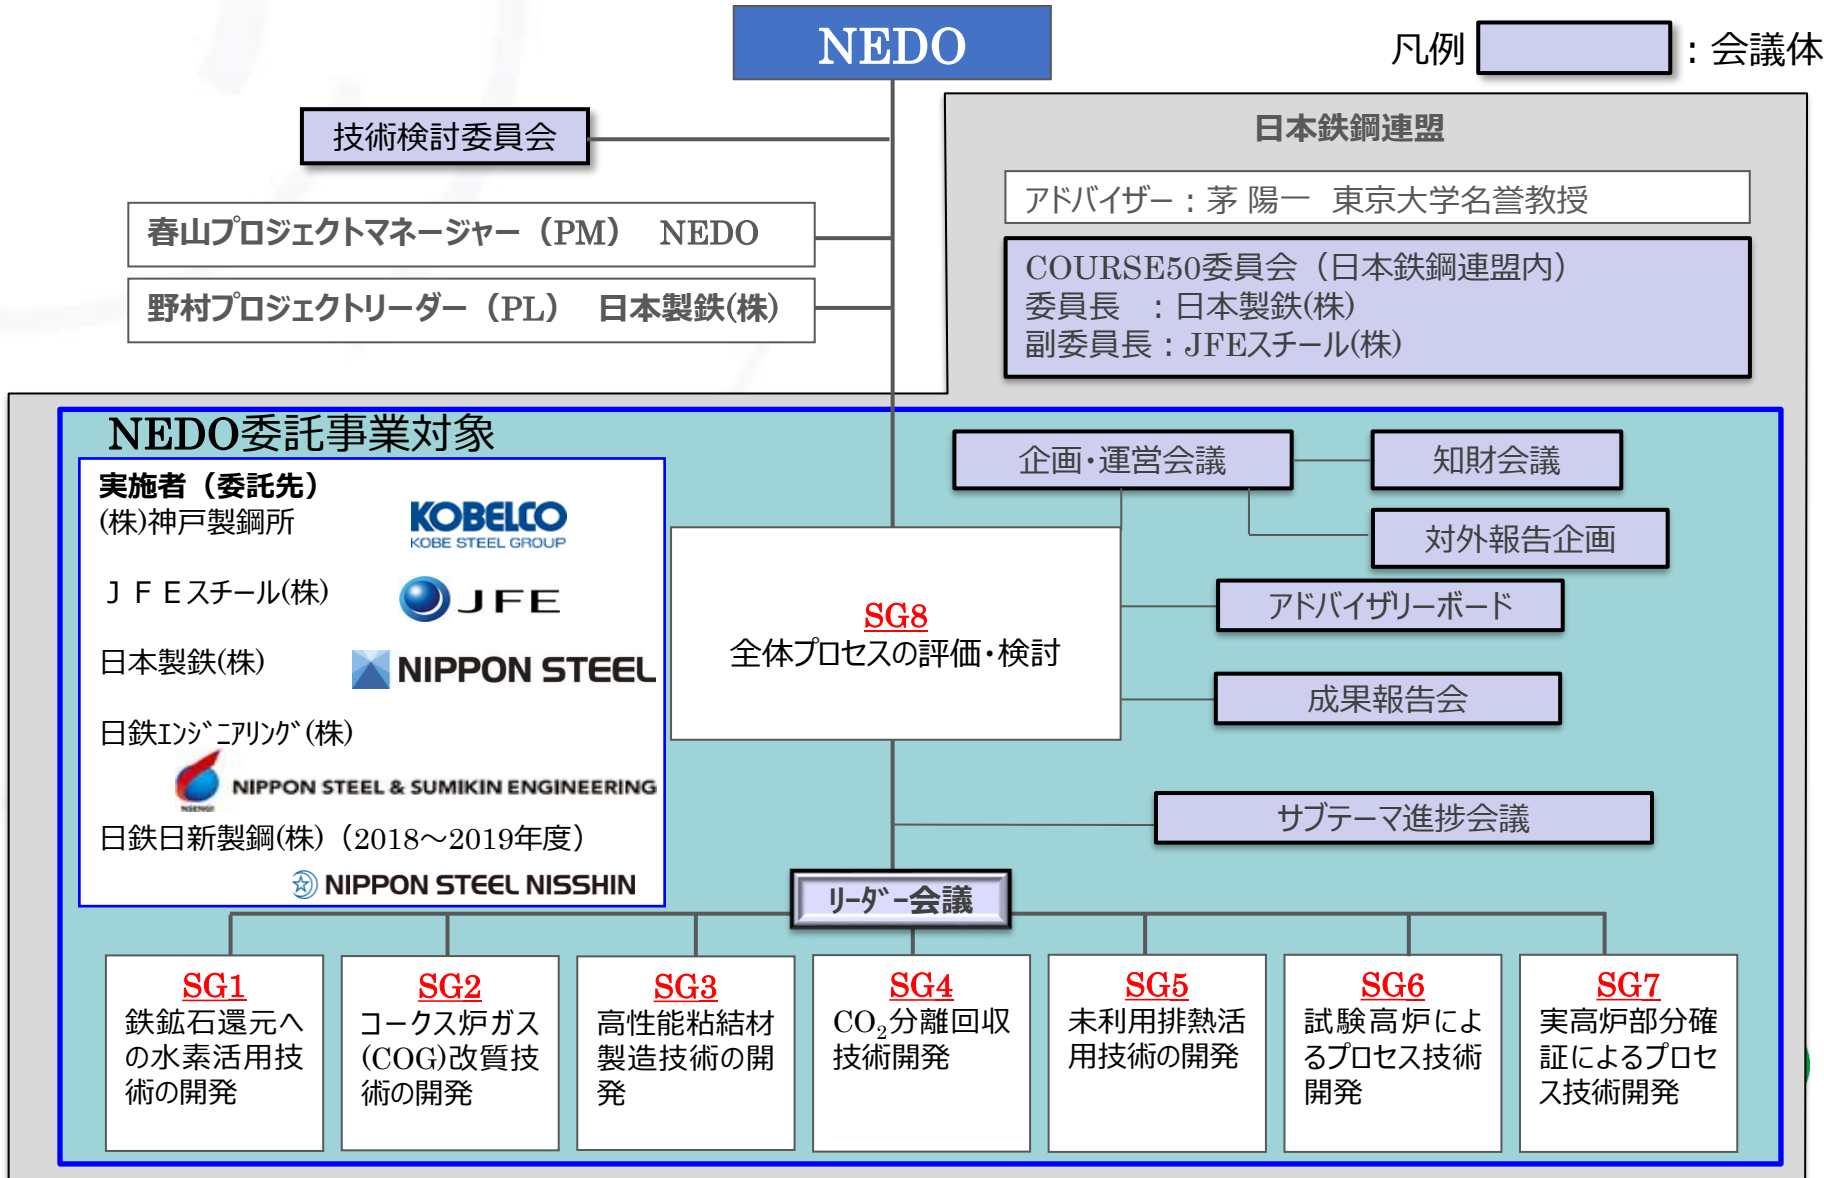 NEDO
凡例
：会議体
技術検討委員会
春山プロジェクトマネージャー（PM）　NEDO
野村プロジェクトリーダー（PL）　日本製鉄(株)
日本鉄鋼連盟
アドバイザー：茅 陽一　東京大学名誉教授
COURSE50委員会（日本鉄鋼連盟内）
委員長　：日本製鉄(株)
副委員長：JFEスチール(株)
NEDO委託事業対象
実施者（委託先）
(株)神戸製鋼所
KOBELCO
KOBE STEEL GROUP
ＪＦＥスチール(株)
JFE
日本製鉄(株)
NIPPON STEEL
日鉄ｴﾝｼﾞﾆｱﾘﾝｸﾞ(株)
NSENGI
NIPPON STEEL & SUMIKIN ENGINEERING
日鉄日新製鋼(株)（2018～2019年度）
NIPPON STEEL NISSHIN
企画・運営会議
知財会議
対外報告企画
アドバイザリーボード
成果報告会
SG8
全体プロセスの評価・検討
サブテーマ進捗会議
ﾘｰﾀﾞｰ会議
SG1
鉄鉱石還元へ
の水素活用技
術の開発
SG2
コークス炉ガス
(COG)改質技
術の開発
SG3
高性能粘結材
製造技術の開
発
SG4
CO₂分離回収
技術開発
SG5
未利用排熱活
用技術の開発
SG6
試験高炉によ
るプロセス技術
開発
SG7
実高炉部分確
証によるプロセ
ス技術開発